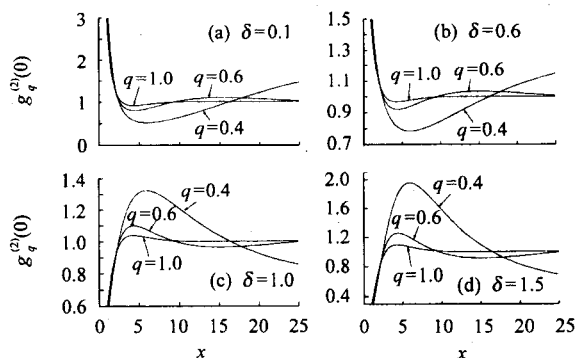 (a) δ=0.1
(b) δ=0.6
g_q^(2)(0)
3
2
1
0
q=1.0
q=0.6
q=0.4
1.5
1.3
1.1
0.9
0.7
q=1.0
q=0.6
q=0.4
g_q^(2)(0)
1.4
1.2
1.0
0.8
0.6
q=0.4
q=0.6
q=1.0
(c) δ=1.0
2.0
1.6
1.2
0.8
0.4
q=0.4
q=0.6
q=1.0
(d) δ=1.5
0 5 10 15 20 25
0 5 10 15 20 25
x
x